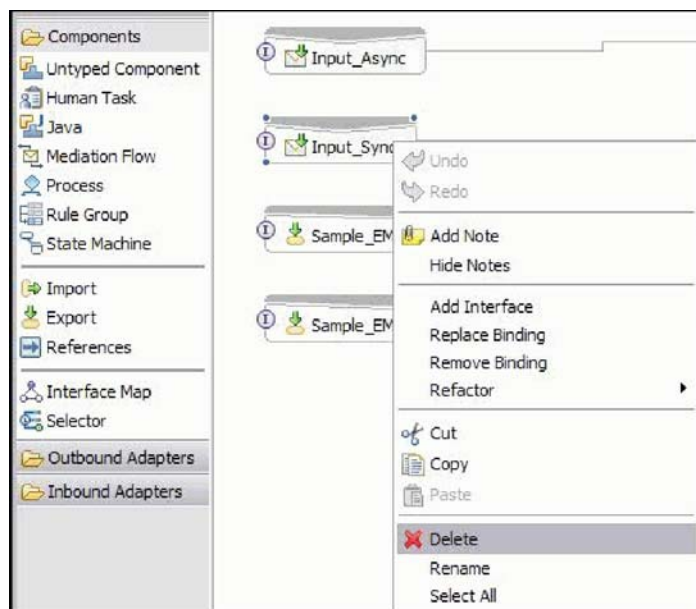 Components
Untyped Component
Human Task
Java
Mediation Flow
Process
Rule Group
State Machine
Import
Export
References
Interface Map
Selector
Outbound Adapters
Inbound Adapters
I Input_Async
I Input_Sync
I Sample_EM
I Sample_EM
Undo
Redo
Add Note
Hide Notes
Add Interface
Replace Binding
Remove Binding
Refactor
Cut
Copy
Paste
Delete
Rename
Select All